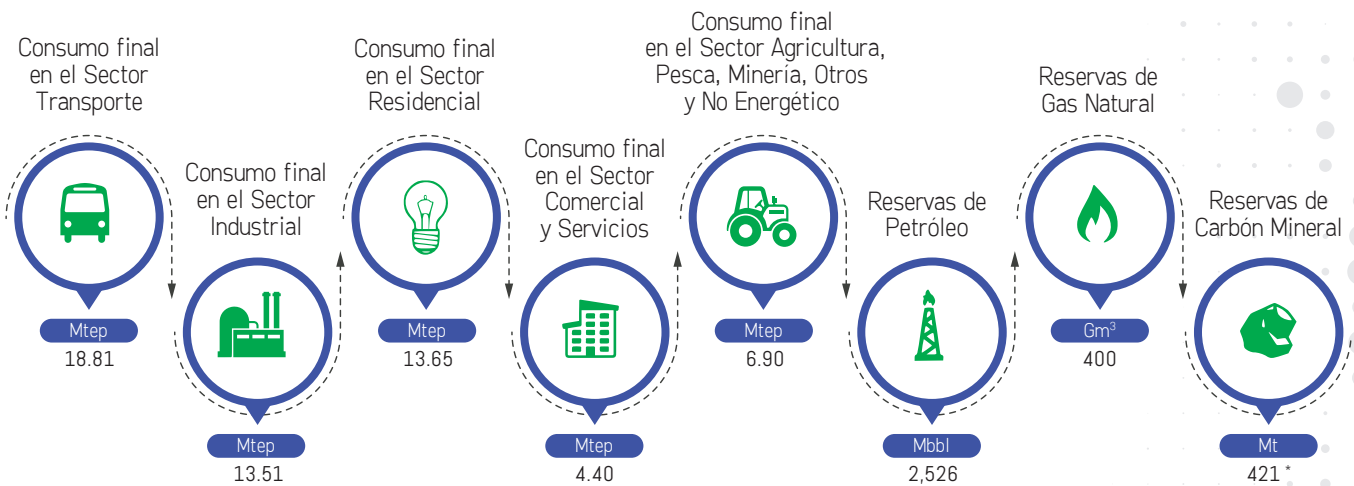 Consumo final
en el Sector
Transporte
Mtep
18.81
Consumo final
en el Sector
Industrial
Mtep
13.51
Consumo final
en el Sector
Residencial
Mtep
13.65
Consumo final
en el Sector
Comercial
y Servicios
Mtep
4.40
Consumo final
en el Sector Agricultura,
Pesca, Minería, Otros
y No Energético
Mtep
6.90
Reservas de
Petróleo
Mbbl
2,526
Reservas de
Gas Natural
Gm³
400
Reservas de
Carbón Mineral
Mt
421 *